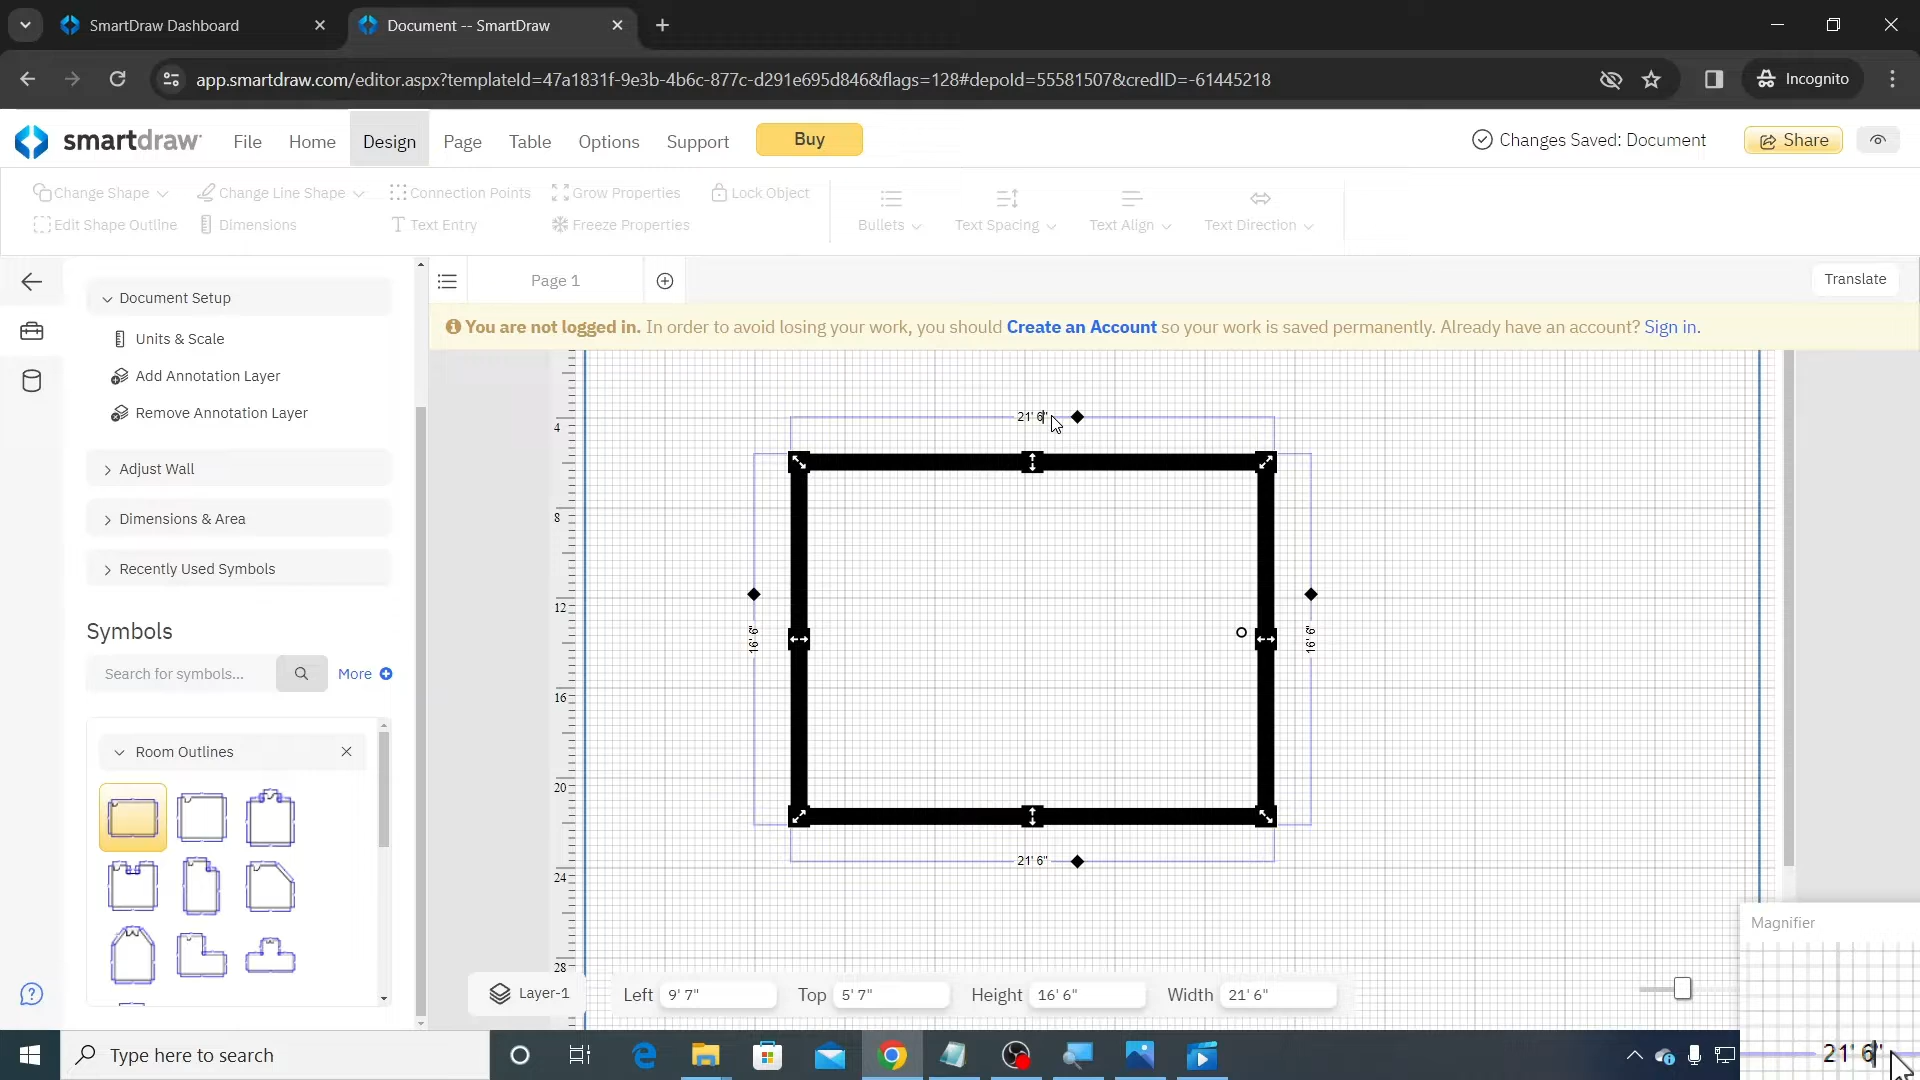 SmartDraw Dashboard
Document -- SmartDraw
app.smartdraw.com/editor.aspx?templateId=47a1831f-9e3b-4b6c-877c-d291e695d846&flags=128#depoId=55581507&credID=-61445218
Incognito
smartdraw
File Home Design Page Table Options Support Buy
Changes Saved: Document
Share
Change Shape Change Line Shape Connection Points Grow Properties Lock Object
Edit Shape Outline Dimensions Text Entry Freeze Properties
Bullets Text Spacing Text Align Text Direction
Page 1
Translate
You are not logged in. In order to avoid losing your work, you should Create an Account so your work is saved permanently. Already have an account? Sign in.
Document Setup
Units & Scale
Add Annotation Layer
Remove Annotation Layer
Adjust Wall
Dimensions & Area
Recently Used Symbols
Symbols
Search for symbols...
More
Room Outlines
4
8
12
16
20
24
28
21' 6"
16' 6"
16' 6"
21' 6"
Layer-1
Left 9' 7"
Top 5' 7"
Height 16' 6"
Width 21' 6"
Magnifier
21' 6"
Type here to search